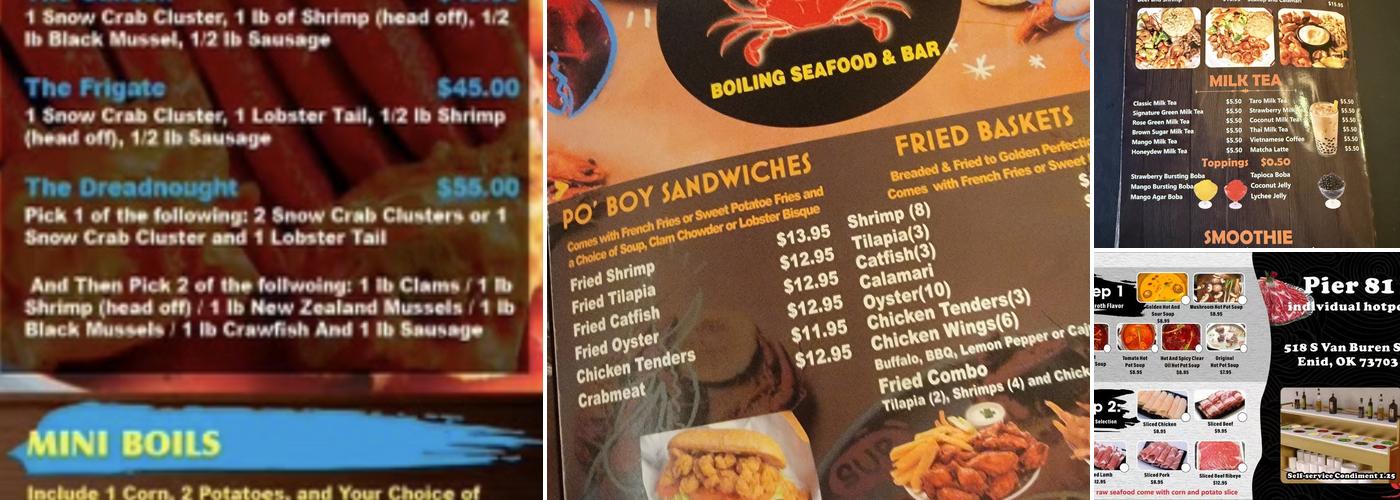 1 Snow Crab Cluster, 1 lb of Shrimp (head off), 1/2
lb Black Mussel, 1/2 lb Sausage
The Frigate $45.00
1 Snow Crab Cluster, 1 Lobster Tail, 1/2 lb Shrimp
(head off), 1/2 lb Sausage
The Dreadnought $55.00
Pick 1 of the following: 2 Snow Crab Clusters or 1
Snow Crab Cluster and 1 Lobster Tail
And Then Pick 2 of the follwoing: 1 lb Clams / 1 lb
Shrimp (head off) / 1 lb New Zealand Mussels / 1 lb
Black Mussels / 1 lb Crawfish And 1 lb Sausage
MINI BOILS
Include 1 Corn, 2 Potatoes, and Your Choice of
BOILING SEAFOOD & BAR
PO' BOY SANDWICHES
Comes with French Fries or Sweet Potatoe Fries and
a Choice of Soup, Clam Chowder or Lobster Bisque
Fried Shrimp $13.95
Fried Tilapia $12.95
Fried Catfish $12.95
Fried Oyster $12.95
Chicken Tenders $11.95
Crabmeat $12.95
FRIED BASKETS
Breaded & Fried to Golden
Comes with French Fries or Sweet
Shrimp (8)
Tilapia(3)
Catfish(3)
Calamari
Oyster(10)
Chicken Tenders(3)
Chicken Wings(6)
Buffalo, BBQ, Lemon Pepper or
Fried Combo
Tilapia (2), Shrimps (4) and
$15.95
MILK TEA
Classic Milk Tea $5.50
Signature Green Milk Tea $5.50
Rose Green Milk Tea $5.50
Brown Sugar Milk Tea $5.50
Mango Milk Tea $5.50
Honeydew Milk Tea $5.50
Taro Milk Tea $5.50
Strawberry $5.50
Coconut Milk Tea $5.50
Thai Milk Tea $5.50
Vietnamese Coffee $5.50
Matcha Latte $5.50
Toppings $0.50
Strawberry Bursting Boba
Mango Bursting Boba
Mango Agar Boba
Tapioca Boba
Coconut Jelly
Lychee Jelly
SMOOTHIE
1
Flavor
Golden Hot And
Sour Soup
$8.95
Mushroom Hot Pot Soup
$8.95
Tomato Hot
Pot Soup
$8.95
Hot And Spicy Clear
Oil Hot Pot Soup
$8.95
Original
Hot Pot Soup
$7.95
2:
Selection
Sliced Chicken
$8.95
Sliced Beef
$9.95
Lamb
Sliced Pork
$8.95
Sliced Beef Ribeye
$12.95
raw seafood come with corn and potato slice
Pier 81
individual
518 S Van Buren
Enid, OK 73703
Self-service Condiment 1.25